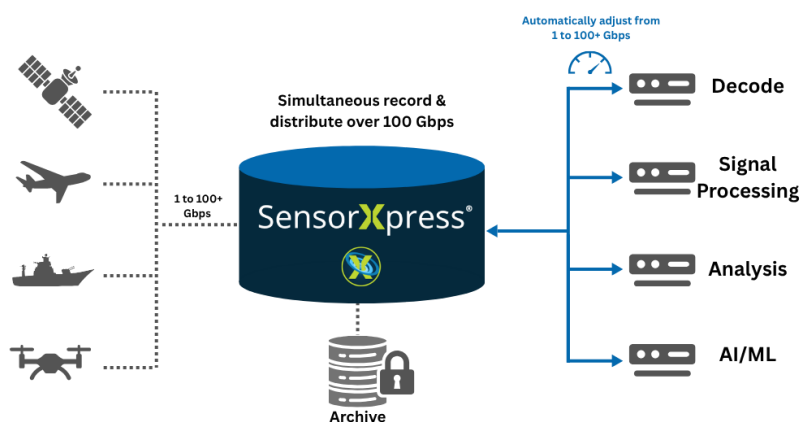 Automatically adjust from
1 to 100+ Gbps
Simultaneous record &
distribute over 100 Gbps
1 to 100+
Gbps
SensorXpress®
X
Decode
Signal
Processing
Analysis
AI/ML
Archive